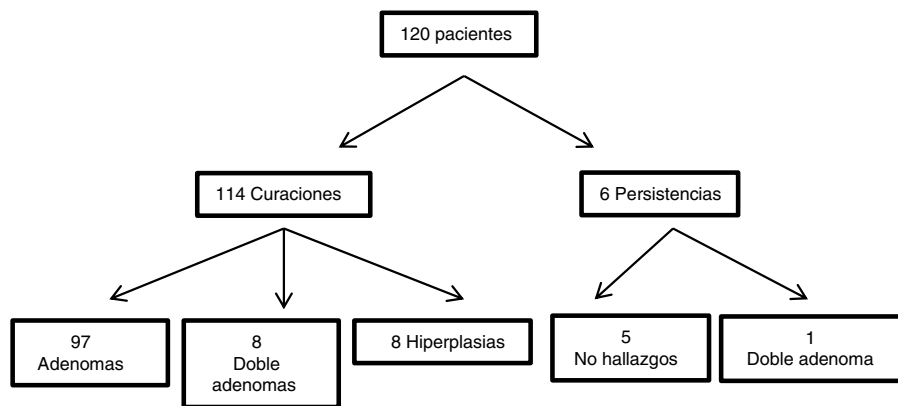 120 pacientes
114 Curaciones
6 Persistencias
97
Adenomas
8
Doble
adenomas
8 Hiperplasias
5
No hallazgos
1
Doble adenoma